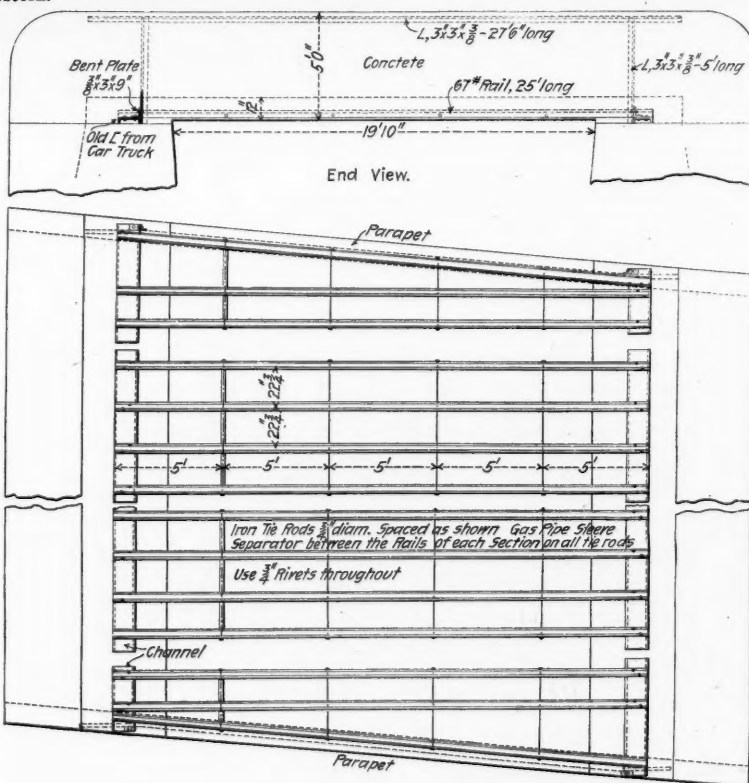 L, 3"x3"x3/8"-27'6" long
Bent Plate
3/8"x3"x9"
5'0"
Concrete
L, 3"x3"x3/8"-5' long
67# Rail, 25' long
12"
Old [ from
Car Truck
19'10"
End View.
Parapet
22 3/4"
22 3/4"
5' 5' 5' 5' 5'
Iron Tie Rods 3/4" diam. Spaced as shown Gas Pipe Sleeve
Separator between the Rails of each Section on all tie rods
Use 3/4" Rivets throughout
Channel
Parapet